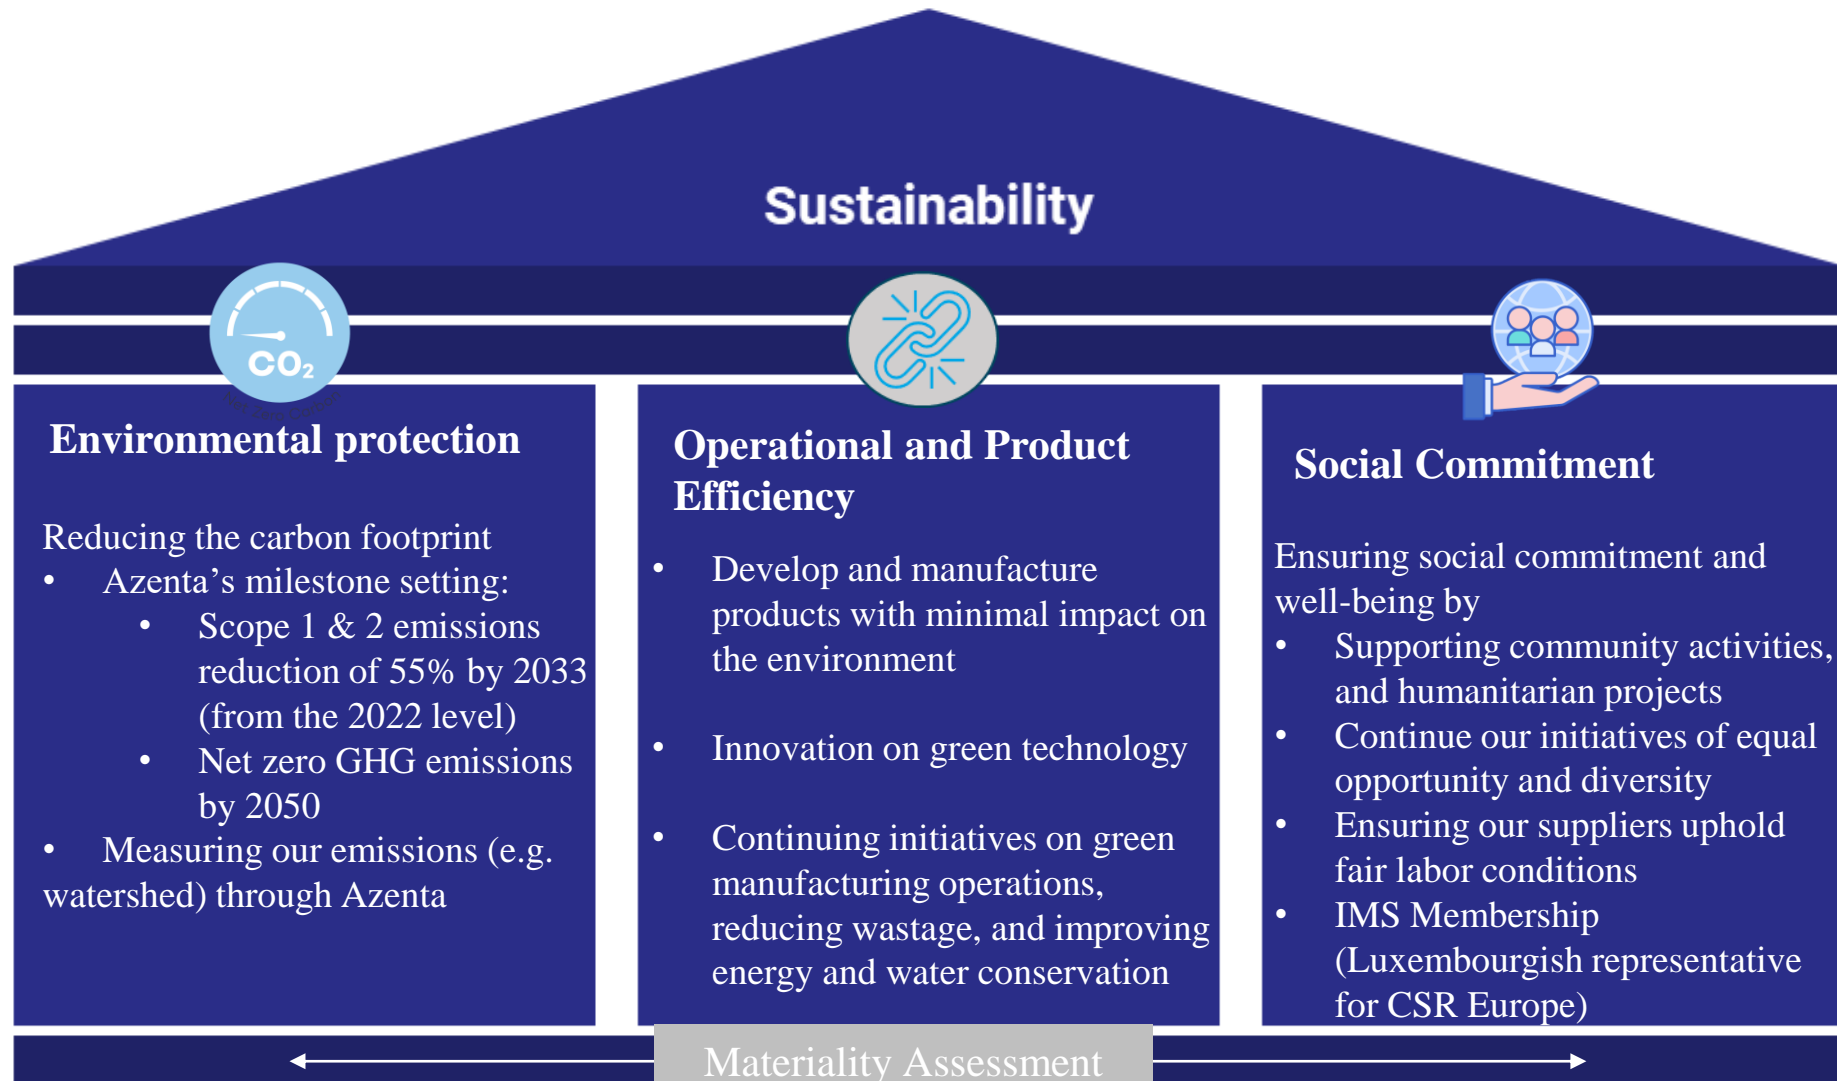 Sustainability
CO₂
Environmental protection
Reducing the carbon footprint
• Azenta's milestone setting:
• Scope 1 & 2 emissions
reduction of 55% by 2033
(from the 2022 level)
• Net zero GHG emissions
by 2050
• Measuring our emissions (e.g.
watershed) through Azenta
Operational and Product
Efficiency
• Develop and manufacture
products with minimal impact on
the environment
• Innovation on green technology
• Continuing initiatives on green
manufacturing operations,
reducing wastage, and improving
energy and water conservation
Social Commitment
Ensuring social commitment and
well-being by
• Supporting community activities,
and humanitarian projects
• Continue our initiatives of equal
opportunity and diversity
• Ensuring our suppliers uphold
fair labor conditions
• IMS Membership
(Luxembourgish representative
for CSR Europe)
Materiality Assessment